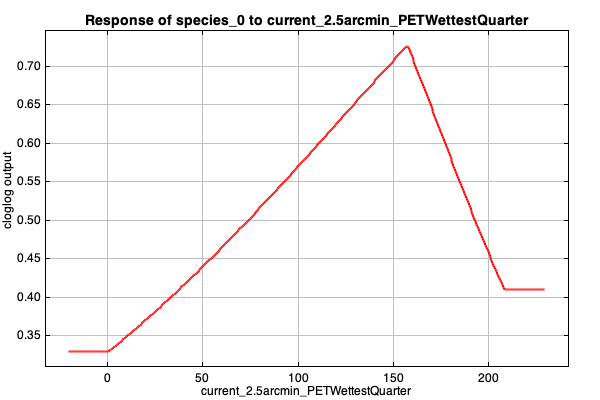 Response of species_0 to current_2.5arcmin_PETWettestQuarter
cloglog output
0.70
0.65
0.60
0.55
0.50
0.45
0.40
0.35
0 50 100 150 200
current_2.5arcmin_PETWettestQuarter